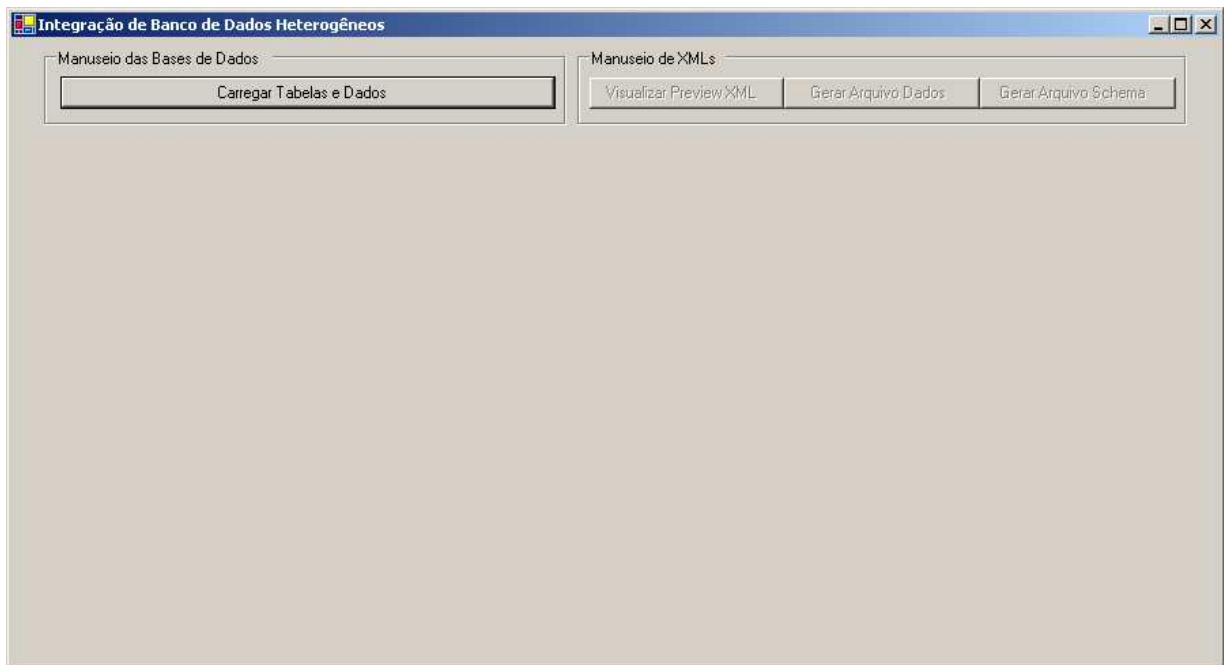 Integração de Banco de Dados Heterogêneos
Manuseio das Bases de Dados
Carregar Tabelas e Dados
Manuseio de XMLs
Visualizar Preview XML
Gerar Arquivo Dados
Gerar Arquivo Schema